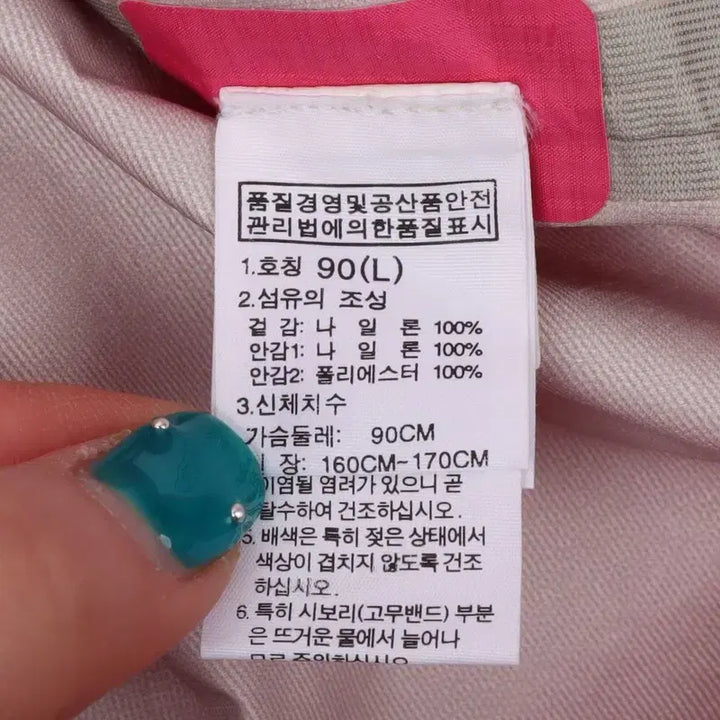 품질경영및공산품안전
관리법에의한품질표시
1.호칭 90(L)
2.섬유의 조성
겉 감: 나 일 론 100%
안감1: 나 일 론 100%
안감2: 폴리에스터 100%
3.신체치수
가슴둘레: 90CM
장: 160CM~170CM
이염될 염려가 있으니 곧
탈수하여 건조하십시오.
5. 배색은 특히 젖은 상태에서
색상이 겹치지 않도록 건조
하십시오.
6. 특히 시보리(고무밴드) 부분
은 뜨거운 물에서 늘어나